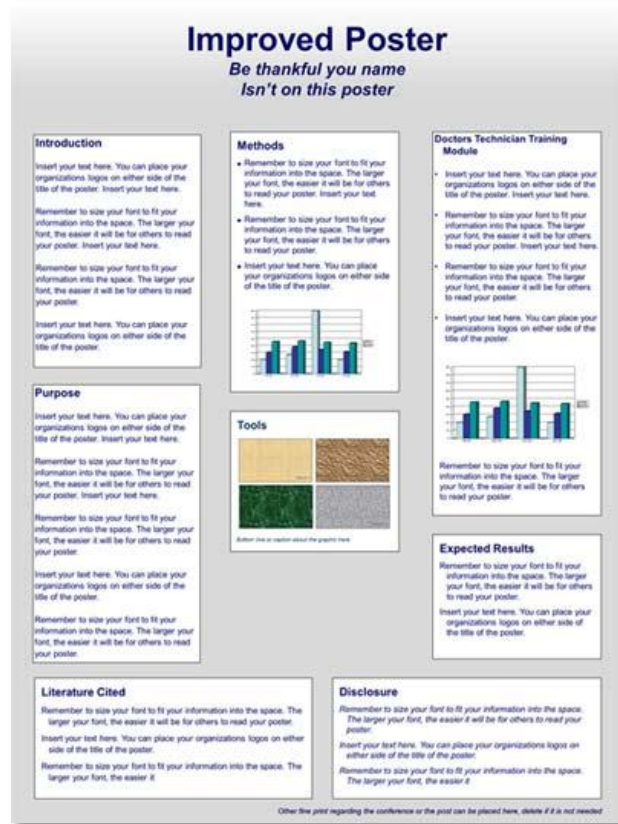 Improved Poster
Be thankful you name
Isn't on this poster
Introduction
Insert your text here. You can place your
organizations logos on either side of the
title of the poster. Insert your text here.
Remember to size your font to fit your
information into the space. The larger your
font, the easier it will be for others to read
your poster. Insert your text here.
Remember to size your font to fit your
information into the space. The larger your
font, the easier it will be for others to read
your poster.
Insert your text here. You can place your
organizations logos on either side of the
title of the poster.
Purpose
Insert your text here. You can place your
organizations logos on either side of the
title of the poster. Insert your text here.
Remember to size your font to fit your
information into the space. The larger your
font, the easier it will be for others to read
your poster. Insert your text here.
Remember to size your font to fit your
information into the space. The larger your
font, the easier it will be for others to read
your poster.
Insert your text here. You can place your
organizations logos on either side of the
title of the poster.
Remember to size your font to fit your
information into the space. The larger your
font, the easier it will be for others to read
your poster.
Methods
Remember to size your font to fit your
information into the space. The larger
your font, the easier it will be for others
to read your poster. Insert your text
here.
Remember to size your font to fit your
information into the space. The larger
your font, the easier it will be for others
to read your poster.
Insert your text here. You can place
your organizations logos on either side
of the title of the poster.
Tools
Bottom line or caption about the graphic here.
Doctors Technician Training
Module
Insert your text here. You can place your
organizations logos on either side of the
title of the poster. Insert your text here.
Remember to size your font to fit your
information into the space. The larger
your font, the easier it will be for others
to read your poster. Insert your text here.
Remember to size your font to fit your
information into the space. The larger
your font, the easier it will be for others
to read your poster.
Insert your text here. You can place your
organizations logos on either side of the
title of the poster.
Remember to size your font to fit your
information into the space. The larger
your font, the easier it will be for others
to read your poster.
Expected Results
Remember to size your font to fit your
information into the space. The larger
your font, the easier it will be for others
to read your poster.
Insert your text here. You can place your
organizations logos on either side of
the title of the poster.
Literature Cited
Remember to size your font to fit your information into the space. The
larger your font, the easier it will be for others to read your poster.
Insert your text here. You can place your organizations logos on either
side of the title of the poster.
Remember to size your font to fit your information into the space. The
larger your font, the easier it
Disclosure
Remember to size your font to fit your information into the space.
The larger your font, the easier it will be for others to read your
poster.
Insert your text here. You can place your organizations logos on
either side of the title of the poster.
Remember to size your font to fit your information into the space.
The larger your font, the easier it
Other fine print regarding the conference or the post can be placed here, delete if it is not needed